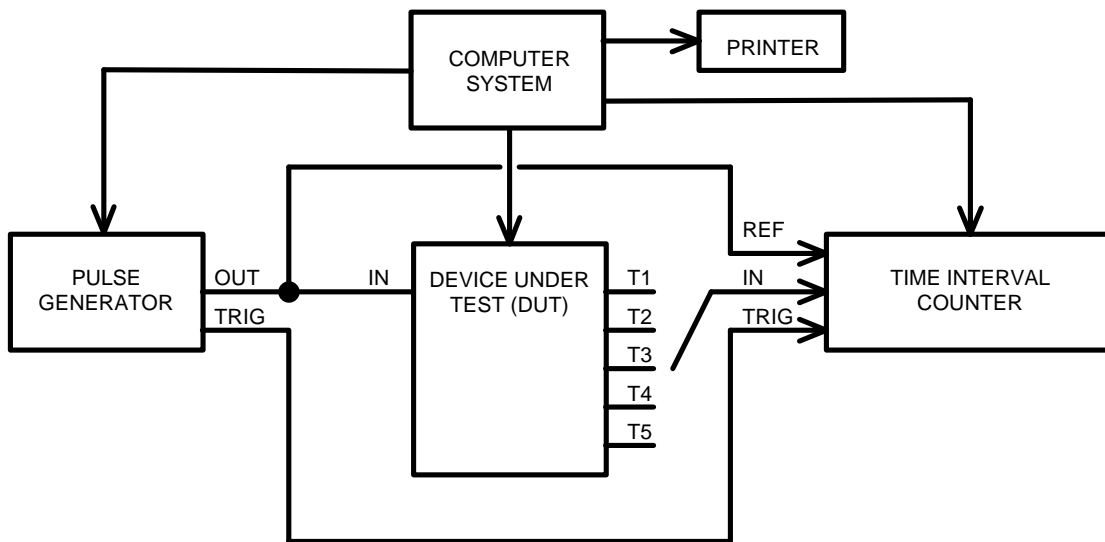 COMPUTER
SYSTEM
PRINTER
REF
PULSE
GENERATOR
OUT
TRIG
IN
DEVICE UNDER
TEST (DUT)
T1
T2
T3
T4
T5
IN
TRIG
TIME INTERVAL
COUNTER